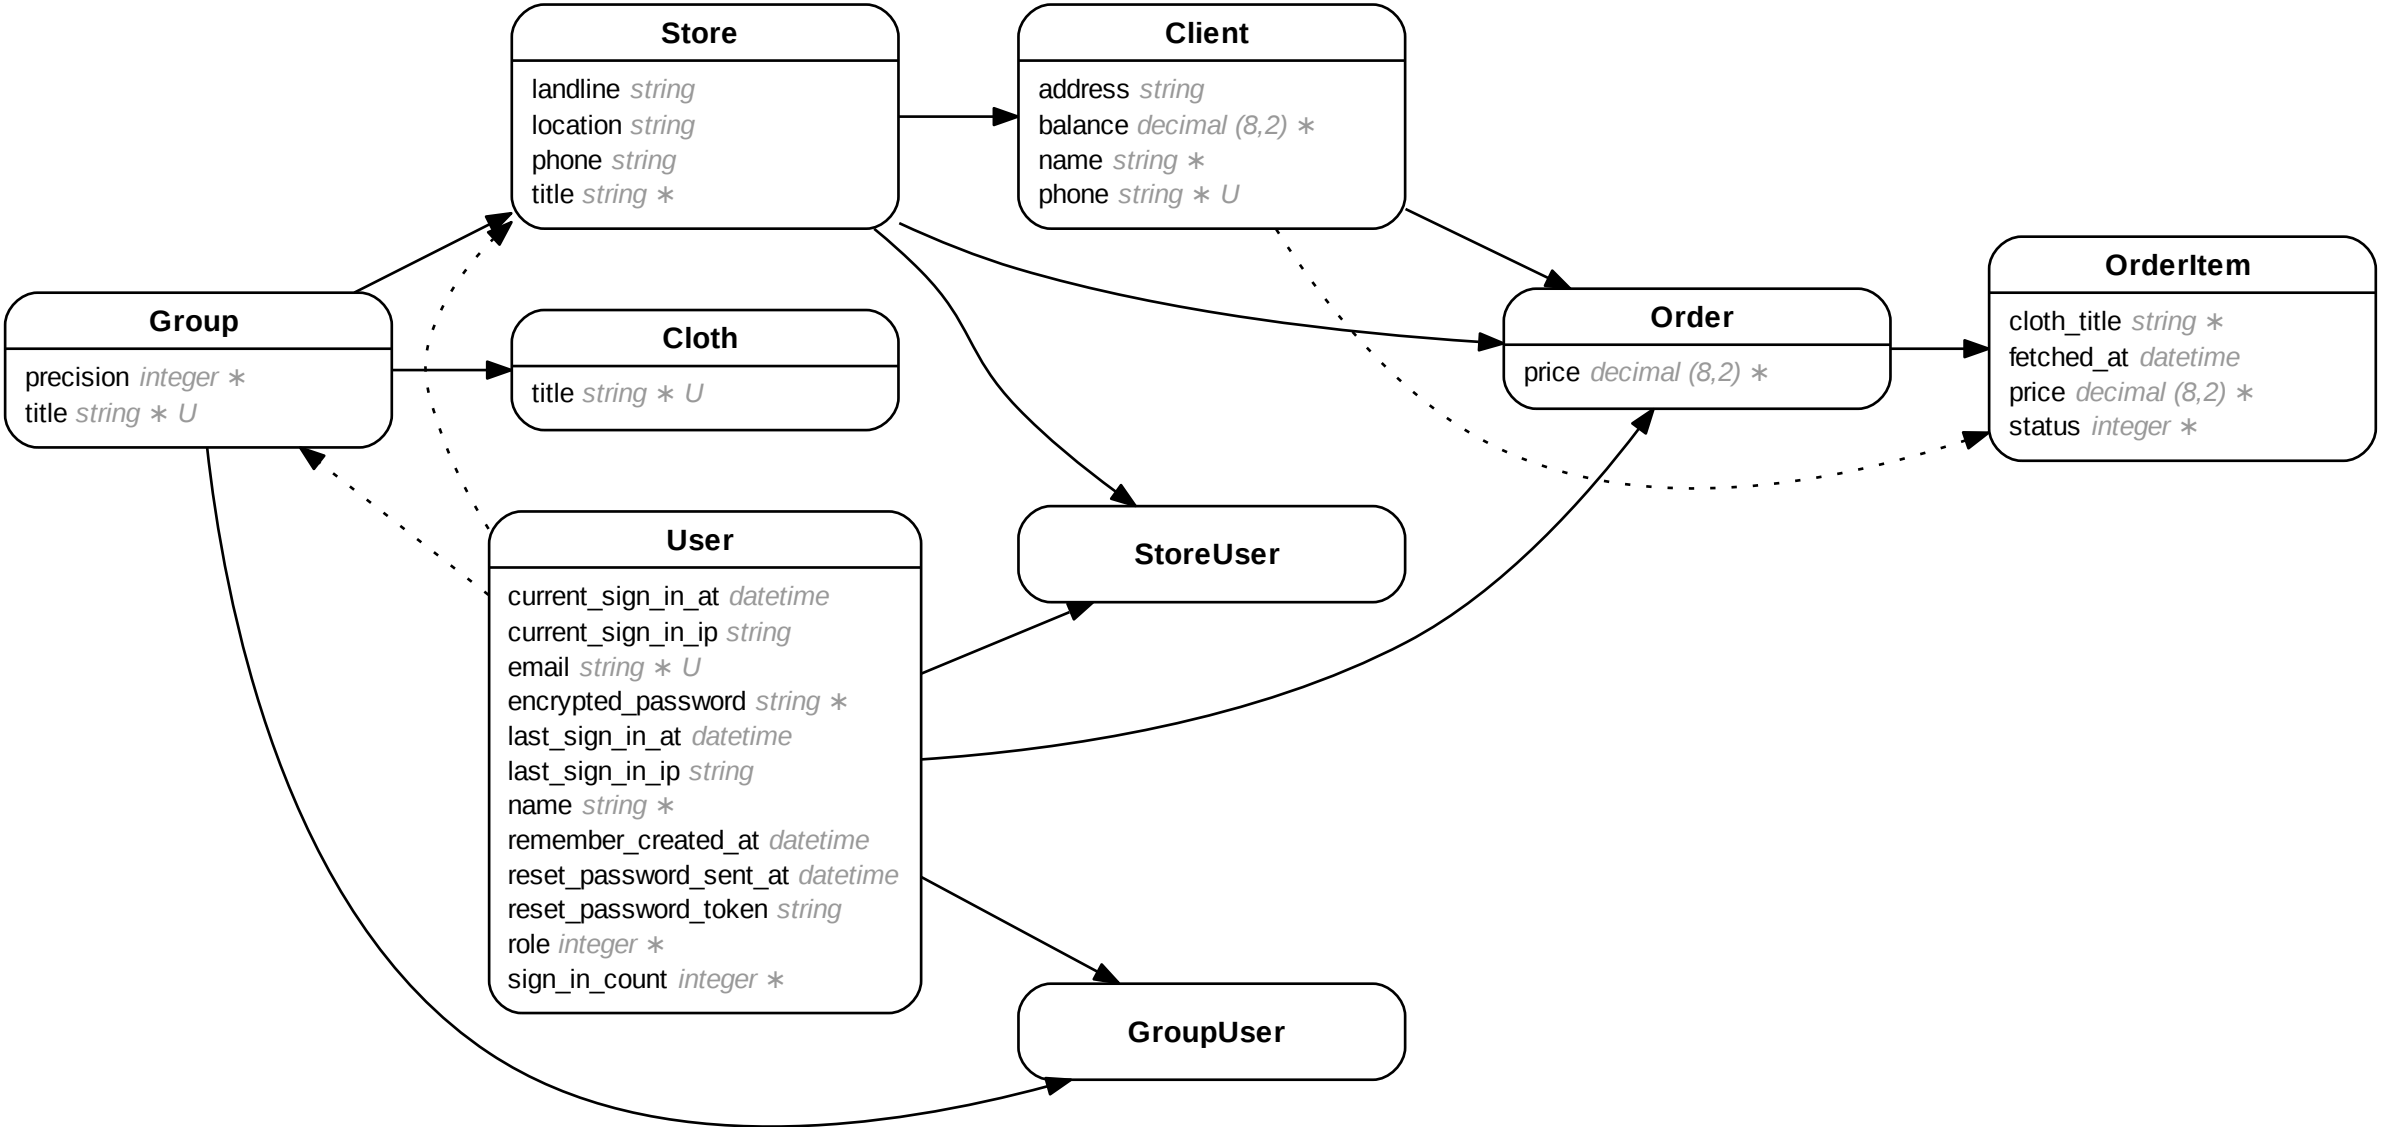 Store
landline string
location string
phone string
title string ∗
Client
address string
balance decimal (8,2) ∗
name string ∗
phone string ∗ U
Group
precision integer ∗
title string ∗ U
Cloth
title string ∗ U
Order
price decimal (8,2) ∗
OrderItem
cloth_title string ∗
fetched_at datetime
price decimal (8,2) ∗
status integer ∗
User
current_sign_in_at datetime
current_sign_in_ip string
email string ∗ U
encrypted_password string ∗
last_sign_in_at datetime
last_sign_in_ip string
name string ∗
remember_created_at datetime
reset_password_sent_at datetime
reset_password_token string
role integer ∗
sign_in_count integer ∗
StoreUser
GroupUser